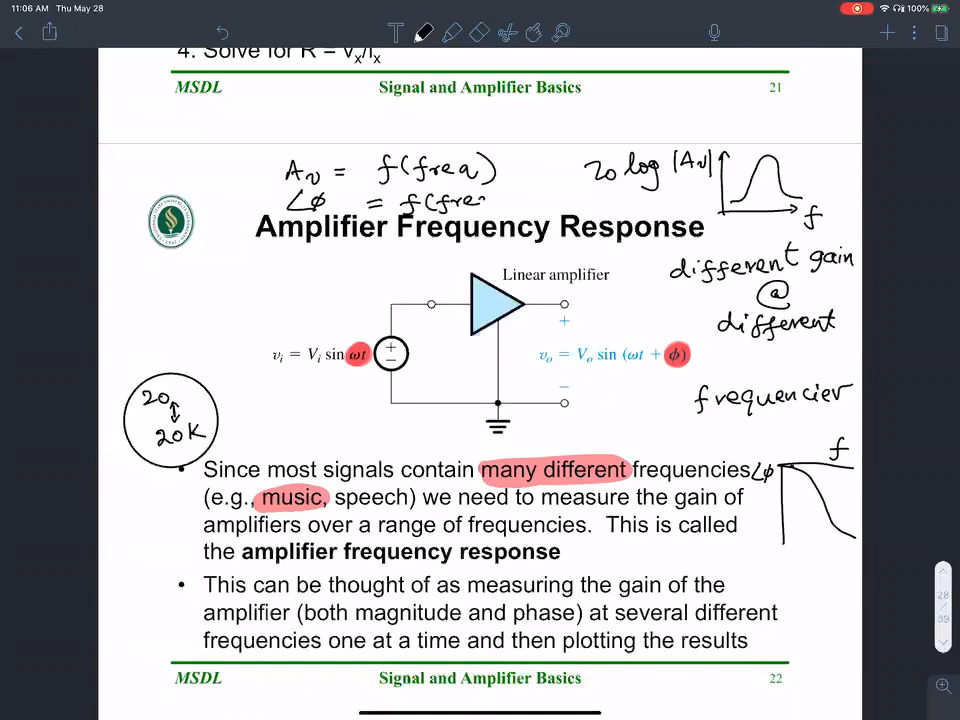 11:06 AM Thu May 28
100%
4. Solve for R = Vx/Ix
MSDL Signal and Amplifier Basics 21
Av = f(freq)
∠φ = f(fre
20 log |Av|
f
Amplifier Frequency Response
different gain
@
different
frequencier
Linear amplifier
+
vi = Vi sin ωt
+
−
vo = Vo sin (ωt + φ)
−
20
20K
f
∠φ
• Since most signals contain many different frequencies
(e.g., music, speech) we need to measure the gain of
amplifiers over a range of frequencies. This is called
the amplifier frequency response
• This can be thought of as measuring the gain of the
amplifier (both magnitude and phase) at several different
frequencies one at a time and then plotting the results
MSDL Signal and Amplifier Basics 22
28
/
39